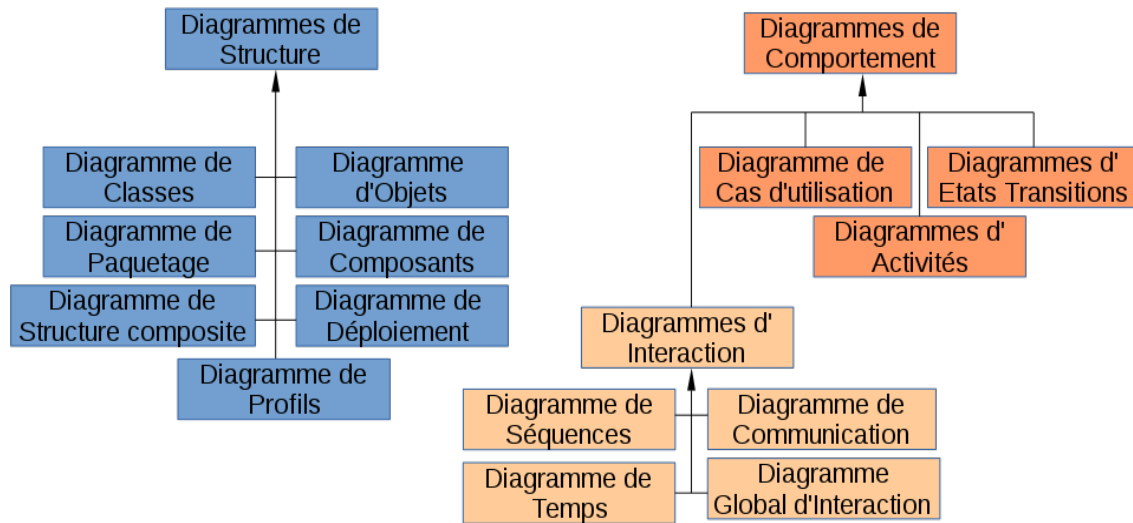 Diagrammes de
Structure
Diagramme de
Classes
Diagramme
d'Objets
Diagramme de
Paquetage
Diagramme de
Composants
Diagramme de
Structure composite
Diagramme de
Déploiement
Diagramme de
Profils
Diagrammes de
Comportement
Diagramme de
Cas d'utilisation
Diagrammes d'
Etats Transitions
Diagrammes d'
Activités
Diagrammes d'
Interaction
Diagramme de
Séquences
Diagramme de
Communication
Diagramme de
Temps
Diagramme
Global d'Interaction